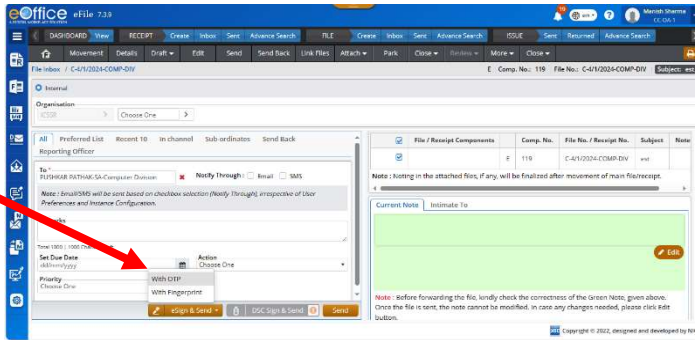 eOffice eFile 7.3.9
Manish Sharma
CC-OA-1
DASHBOARD View RECEIPT Create Inbox Sent Advance Search FILE Create Inbox Sent Advance Search ISSUE Sent Returned Advance Search
Movement Details Draft Edit Send Send Back Link Files Attach Park Close Review More Close
File Inbox / C-4/1/2024-COMP-DIV E Comp. No.: 119 File No.: C-4/1/2024-COMP-DIV Subject: est
Internal
Organisation
ICSSR Choose One
All Preferred List Recent 10 In channel Sub-ordinates Send Back
Reporting Officer
To *
PUSHKAR PATHAK-SA-Computer Division Notify Through : Email SMS
Note : Email/SMS will be sent based on checkbox selection (Notify Through), irrespective of User
Preferences and Instance Configuration.
Total 1000 | 1000
Set Due Date Action
dd/mm/yyyy Choose One
Priority
Choose One
With OTP
With Fingerprint
eSign & Send DSC Sign & Send Send
File / Receipt Components Comp. No. File No. / Receipt No. Subject Note
E 119 C-4/1/2024-COMP-DIV est
Note : Noting in the attached files, if any, will be finalized after movement of main file/receipt.
Current Note Intimate To
Edit
Note : Before forwarding the file, kindly check the correctness of the Green Note, given above.
Once the file is sent, the note cannot be modified. In case any changes needed, please click Edit
button.
Copyright © 2022, designed and developed by NIC